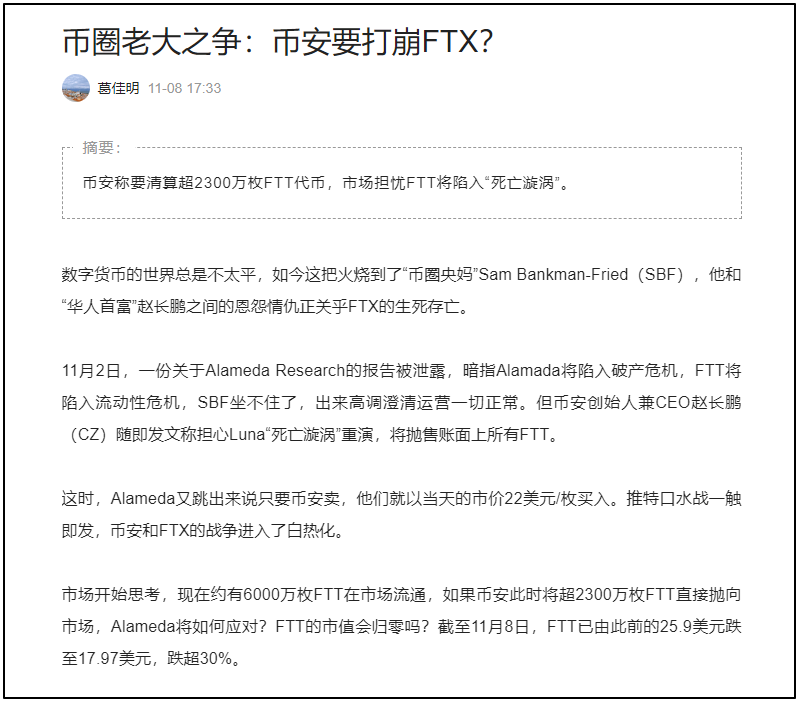 币圈老大之争：币安要打崩FTX？
葛佳明 11-08 17:33
摘要：
币安称要清算超2300万枚FTT代币，市场担忧FTT将陷入“死亡漩涡”。
数字货币的世界总是不太平，如今这把火烧到了“币圈央妈”Sam Bankman-Fried（SBF），他和
“华人首富”赵长鹏之间的恩怨情仇正关乎FTX的生死存亡。
11月2日，一份关于Alameda Research的报告被泄露，暗指Alamada将陷入破产危机，FTT将
陷入流动性危机，SBF坐不住了，出来高调澄清运营一切正常。但币安创始人兼CEO赵长鹏
（CZ）随即发文称担心Luna“死亡漩涡”重演，将抛售账面上所有FTT。
这时，Alameda又跳出来说只要币安卖，他们就以当天的市价22美元/枚买入。推特口水战一触
即发，币安和FTX的战争进入了白热化。
市场开始思考，现在约有6000万枚FTT在市场流通，如果币安此时将超2300万枚FTT直接抛向
市场，Alameda将如何应对？FTT的市值会归零吗？截至11月8日，FTT已由此前的25.9美元跌
至17.97美元，跌超30%。